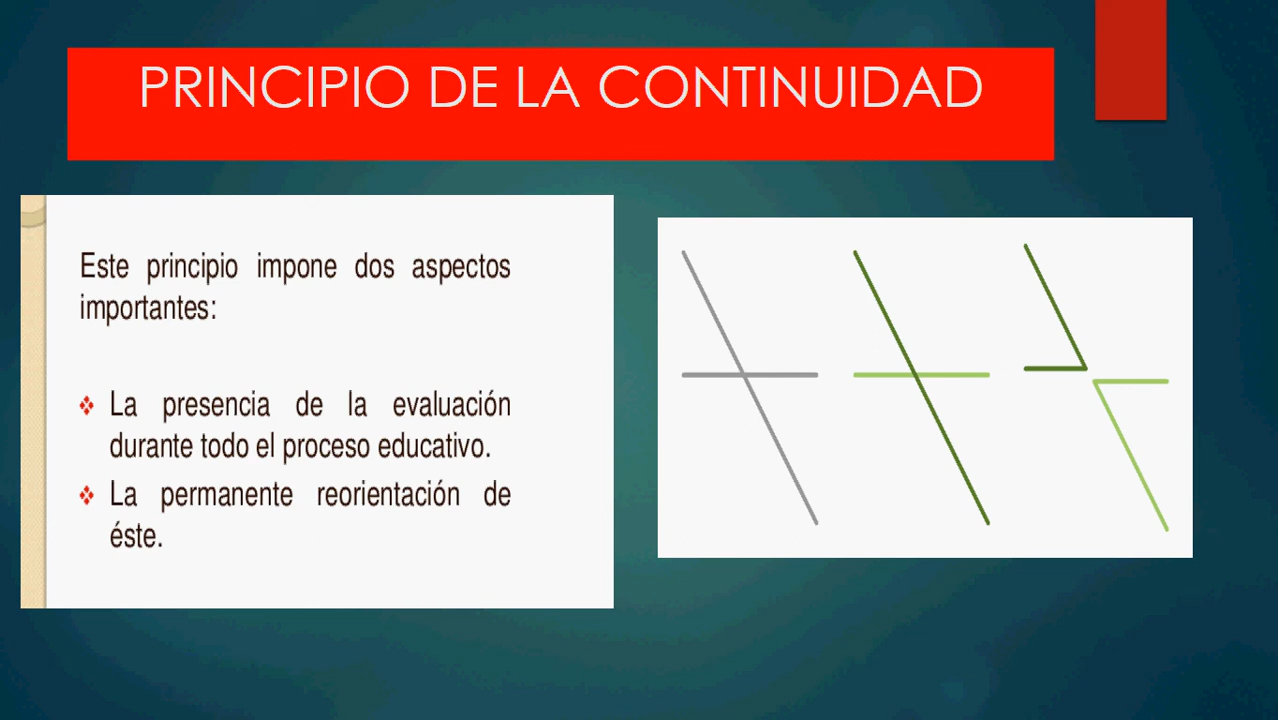 PRINCIPIO DE LA CONTINUIDAD
Este principio impone dos aspectos
importantes:
La presencia de la evaluación
durante todo el proceso educativo.
La permanente reorientación de
éste.